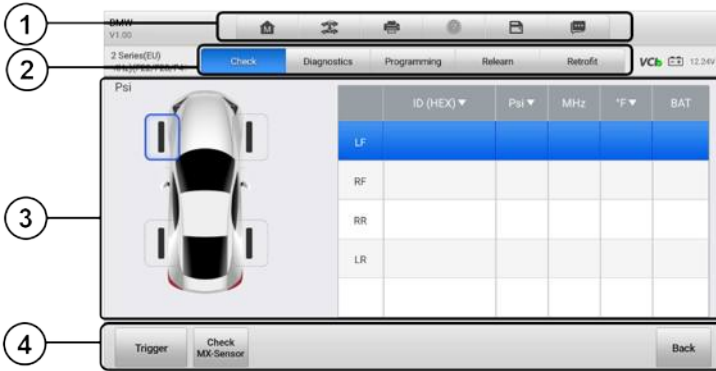 1
BMW
V1.00
2
2 Series(EU)
Check Diagnostics Programming Relearn Retrofit VCI 12.24V
3
Psi
ID (HEX)▼ Psi▼ MHz °F▼ BAT
LF
RF
RR
LR
4
Trigger Check MX-Sensor Back